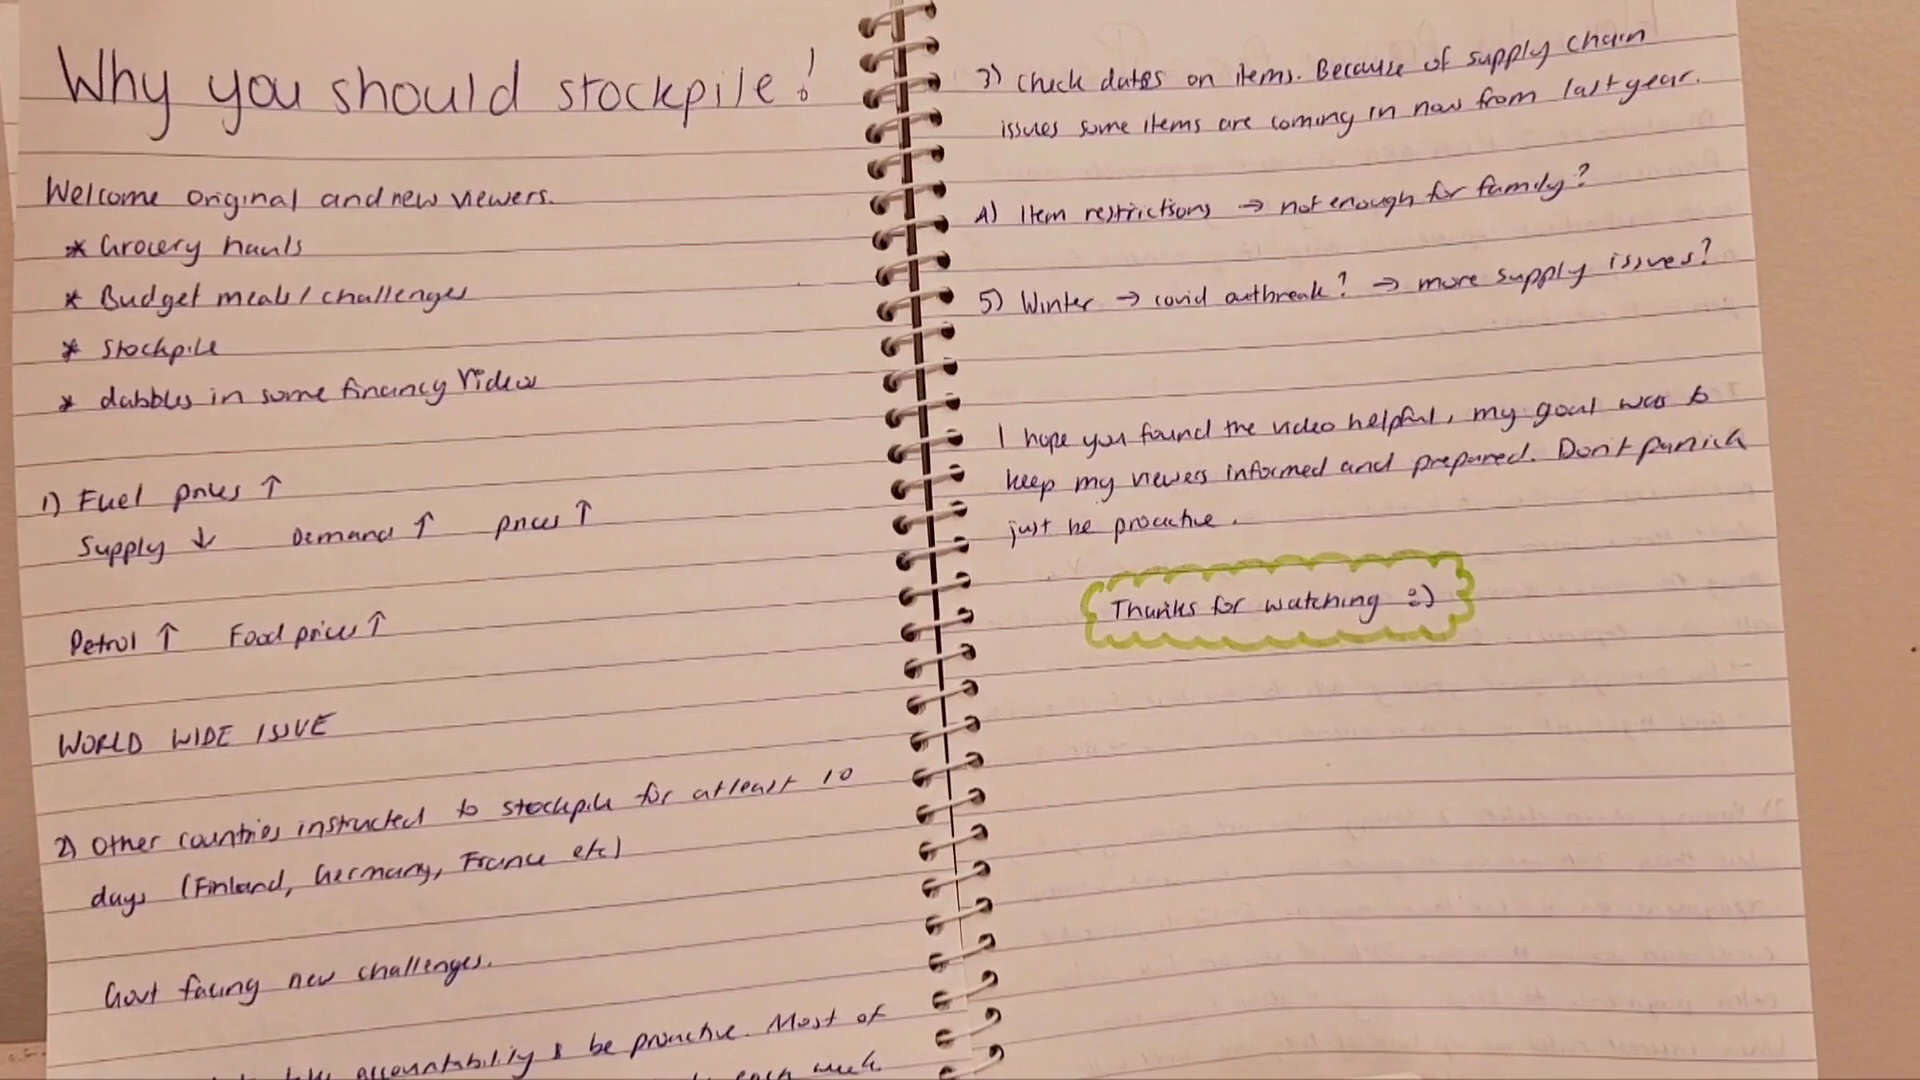 Why you should stockpile!
Welcome original and new viewers.
* Grocery hauls
* Budget meals/challenges
* Stockpile
* dabbles in some financy videos
1) Fuel prices ↑
Supply ↓ Demand ↑ prices ↑
Petrol ↑ Food prices ↑
WORLD WIDE ISSUE
2) Other countries instructed to stockpile for atleast 10
days (Finland, Germany, France etc)
Govt facing new challenges.
accountability & be proactive. Most of
each week.
3) Check dates on items. Because of supply chain
issues some items are coming in now from last year.
4) Item restrictions → not enough for family?
5) Winter → covid outbreak? → more supply issues?
I hope you found the video helpful, my goal was to
keep my viewers informed and prepared. Don't panick
just be proactive.
Thanks for watching :)